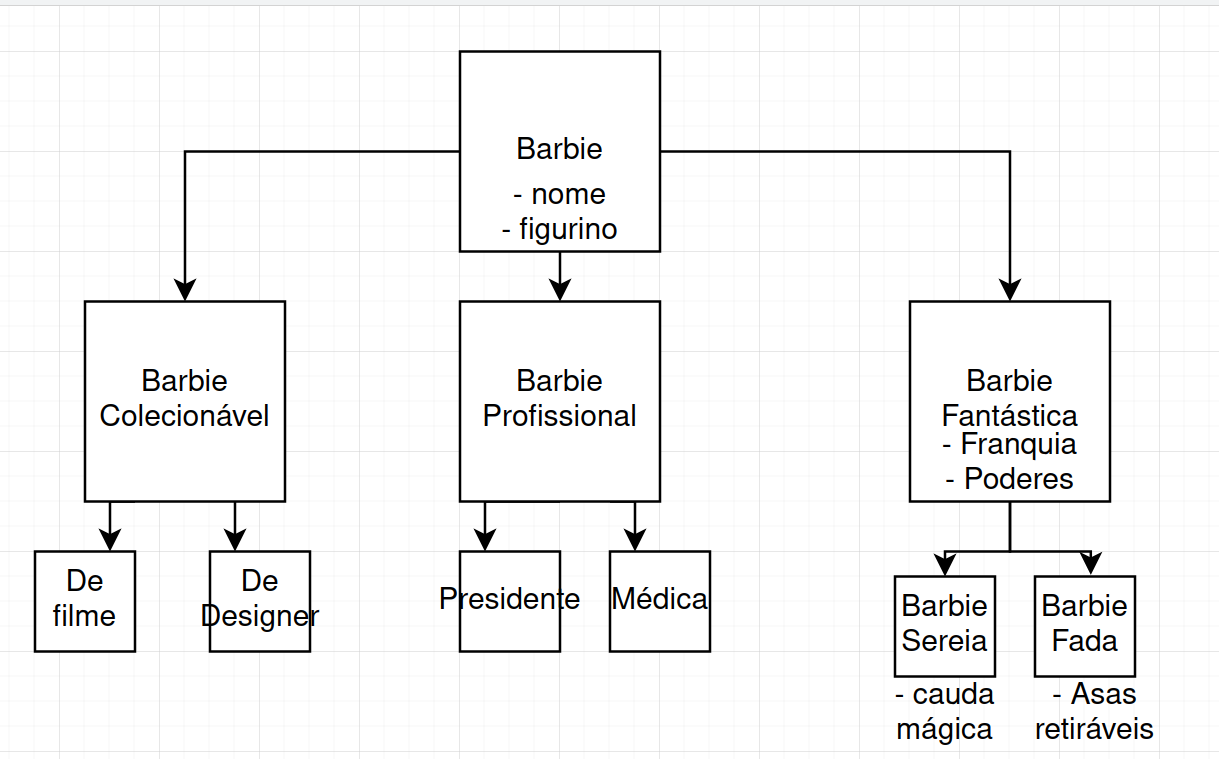 Barbie
- nome
- figurino
Barbie
Colecionável
Barbie
Profissional
Barbie
Fantástica
- Franquia
- Poderes
De
filme
De
Designer
Presidente
Médica
Barbie
Sereia
- cauda
mágica
Barbie
Fada
- Asas
retiráveis